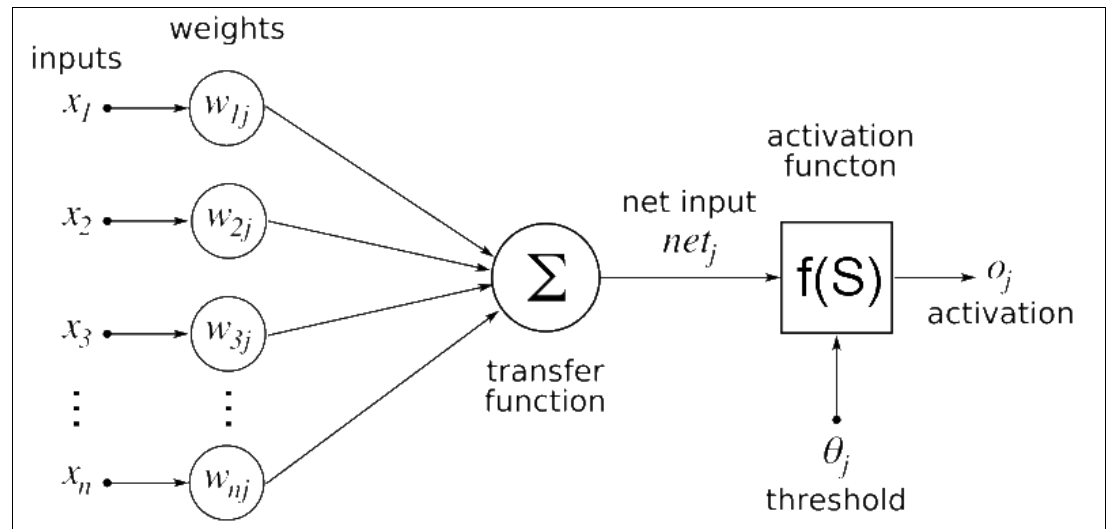 weights
inputs
x₁
w₁ⱼ
x₂
w₂ⱼ
x₃
w₃ⱼ
⋮
⋮
xₙ
wₙⱼ
Σ
transfer
function
net input
netⱼ
activation
functon
f(S)
oⱼ
activation
θⱼ
threshold